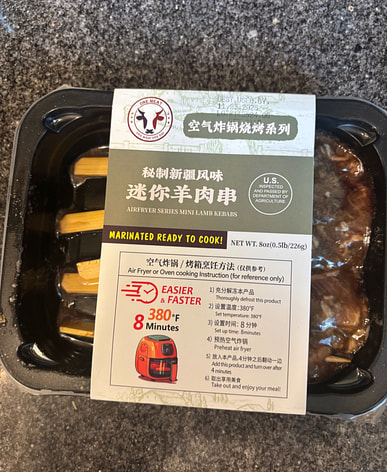 ONE MEAT
BEST USED BY
空气炸锅烧烤系列
秘制新疆风味
迷你羊肉串
AIRFRYER SERIES MINI LAMB KEBABS
U.S.
INSPECTED
AND PASSED BY
DEPARTMENT OF
AGRICULTURE
MARINATED READY TO COOK!
NET WT. 8oz(0.5lb/226g)
空气炸锅 / 烤箱烹饪方法 (仅供参考)
Air Fryer or Oven cooking Instruction (for reference only)
EASIER
& FASTER
380°F
8 Minutes
1) 充分解冻本产品
Thoroughly defrost this product
2) 设置温度:380°F
Set temperature: 380°F
3) 设置时间: 8 分钟
Set up time: 8minutes
4) 预热空气炸锅
Preheat air fryer
5) 放入本产品,4分钟之后翻动一边
Add this product and turn over after
4 minutes
6) 取出享用美食
Take out and enjoy your meal!